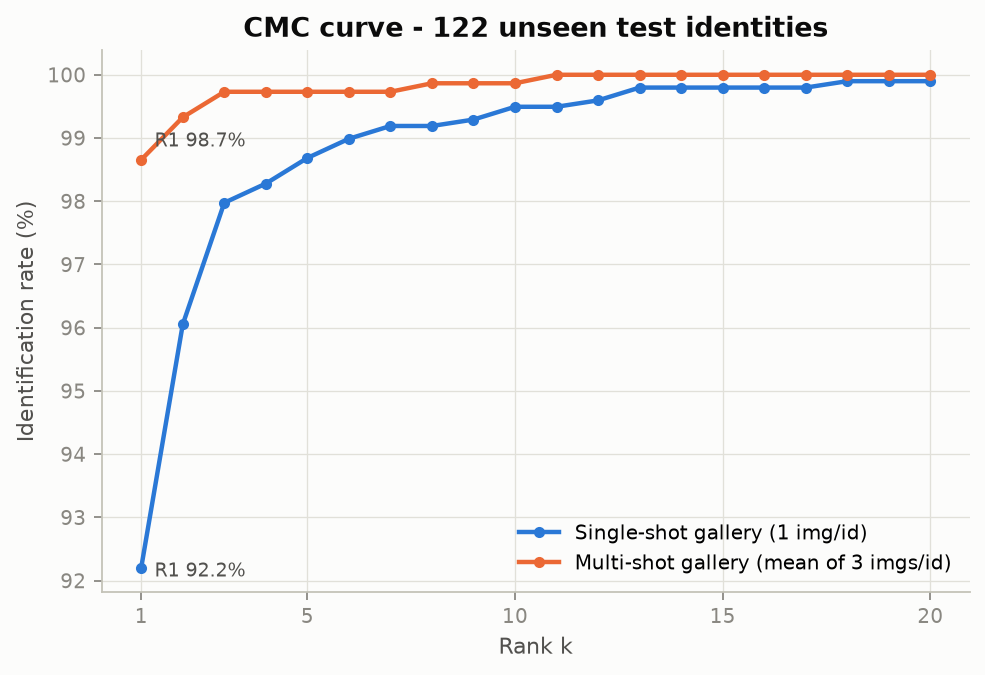 CMC curve - 122 unseen test identities
100
99
98
97
96
95
94
93
92
Identification rate (%)
R1 98.7%
R1 92.2%
Single-shot gallery (1 img/id)
Multi-shot gallery (mean of 3 imgs/id)
1 5 10 15 20
Rank k